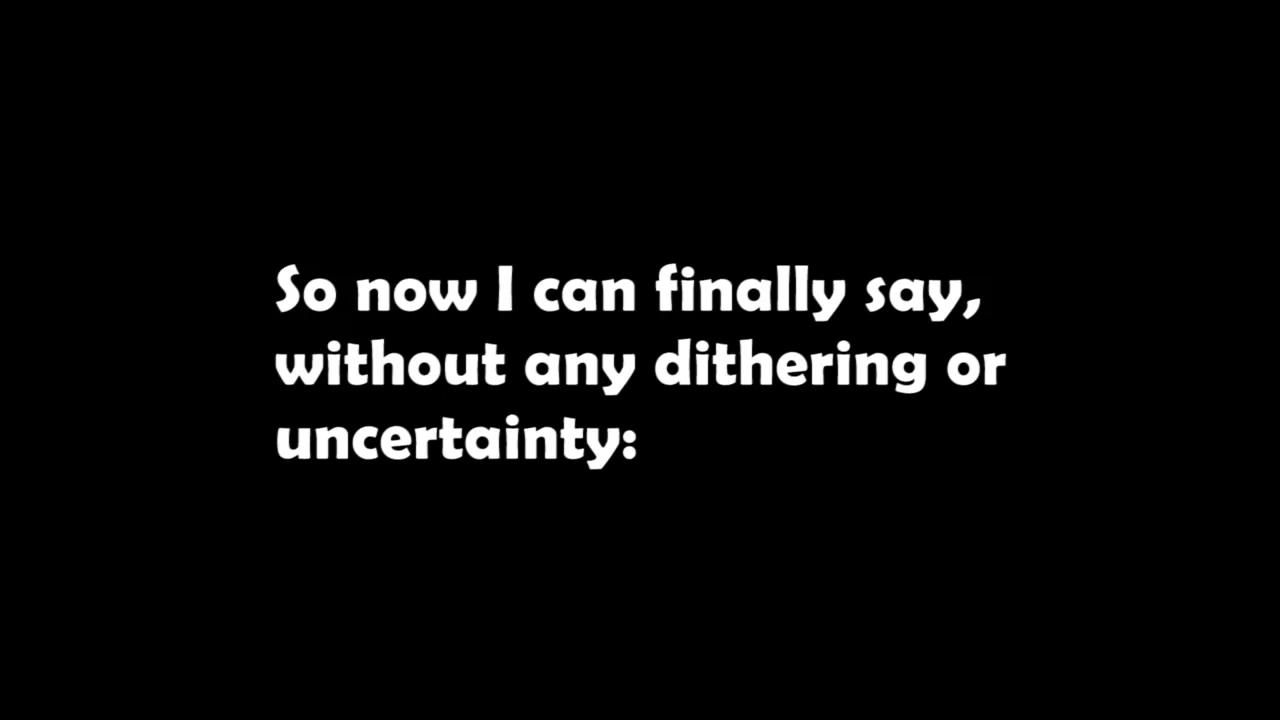 So now I can finally say,
without any dithering or
uncertainty: